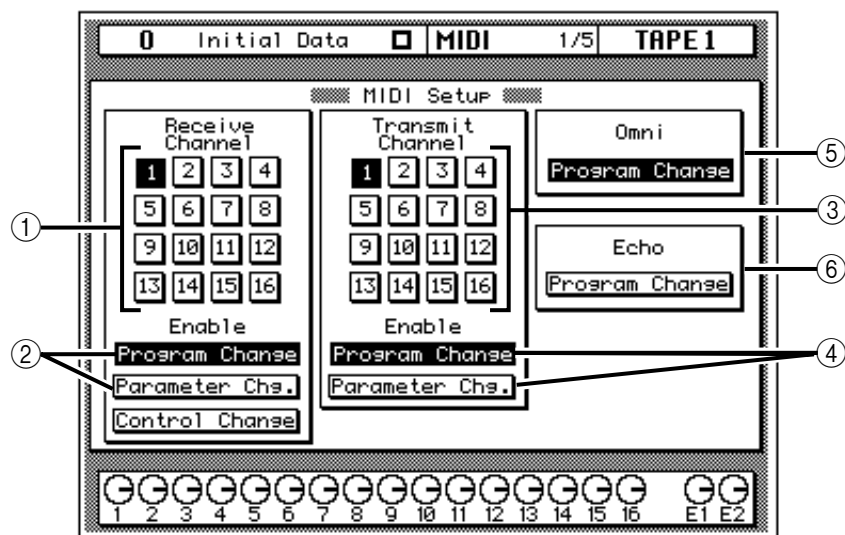 0 Initial Data MIDI 1/5 TAPE 1
MIDI Setup
Receive Channel
1 2 3 4
5 6 7 8
9 10 11 12
13 14 15 16
Enable
Program Change
Parameter Chg.
Control Change
Transmit Channel
1 2 3 4
5 6 7 8
9 10 11 12
13 14 15 16
Enable
Program Change
Parameter Chg.
Omni
Program Change
Echo
Program Change
1 2 3 4 5 6 7 8 9 10 11 12 13 14 15 16 E1 E2
①
②
③
④
⑤
⑥